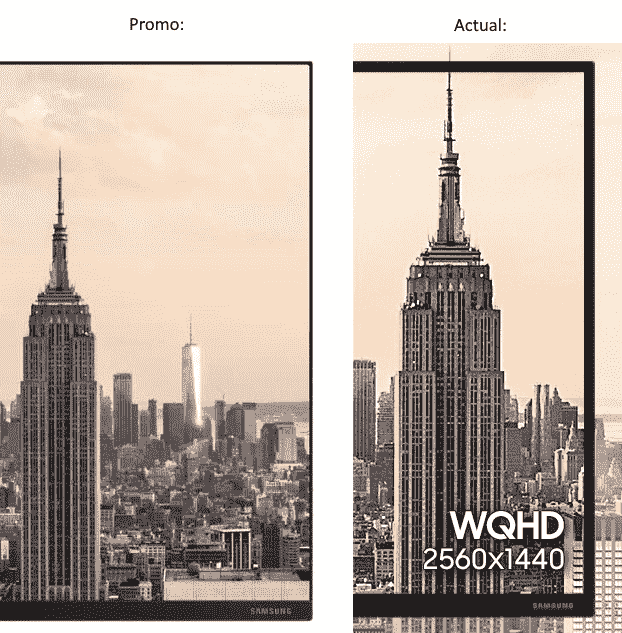 Promo:
Actual:
WQHD
2560x1440
SAMSUNG
SAMSUNG